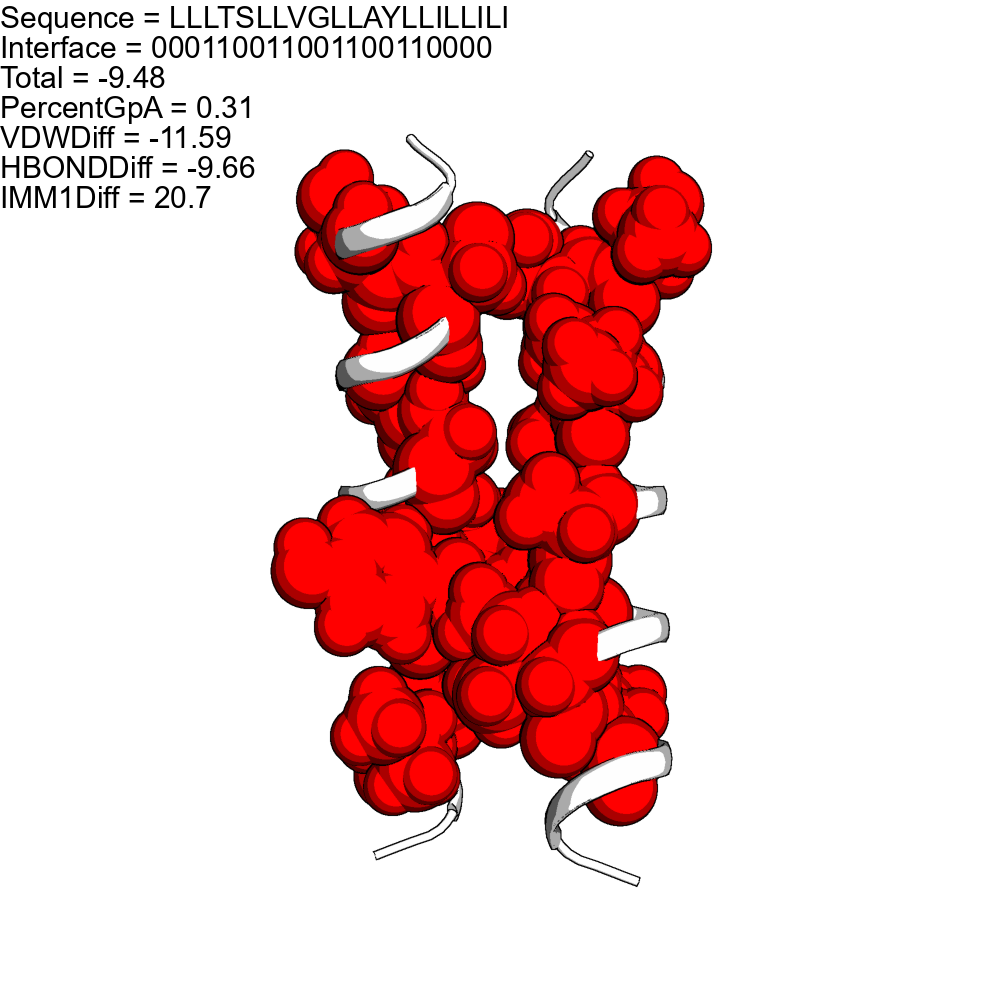 Sequence = LLLTSLLVGLLAYLLILLILI
Interface = 000110011001100110000
Total = -9.48
PercentGpA = 0.31
VDWDiff = -11.59
HBONDDiff = -9.66
IMM1Diff = 20.7